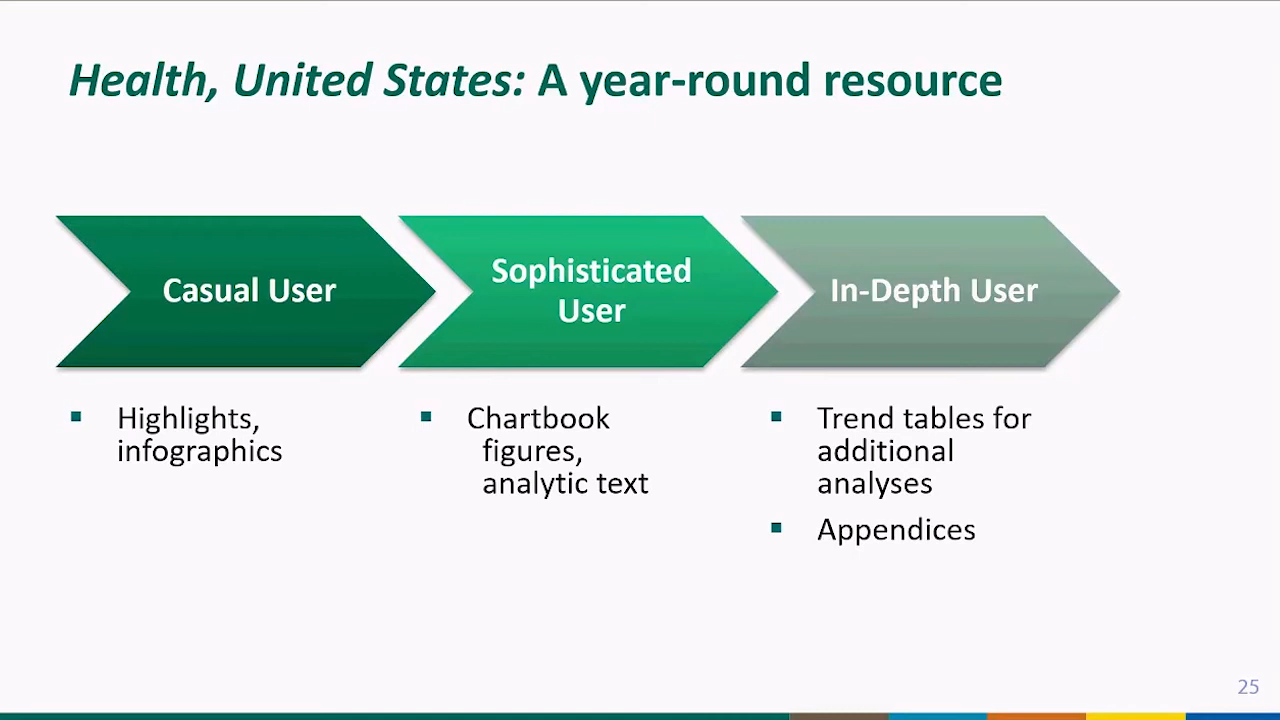 Health, United States: A year-round resource
Casual User
Sophisticated
User
In-Depth User
▪ Highlights,
infographics
▪ Chartbook
figures,
analytic text
▪ Trend tables for
additional
analyses
▪ Appendices
25